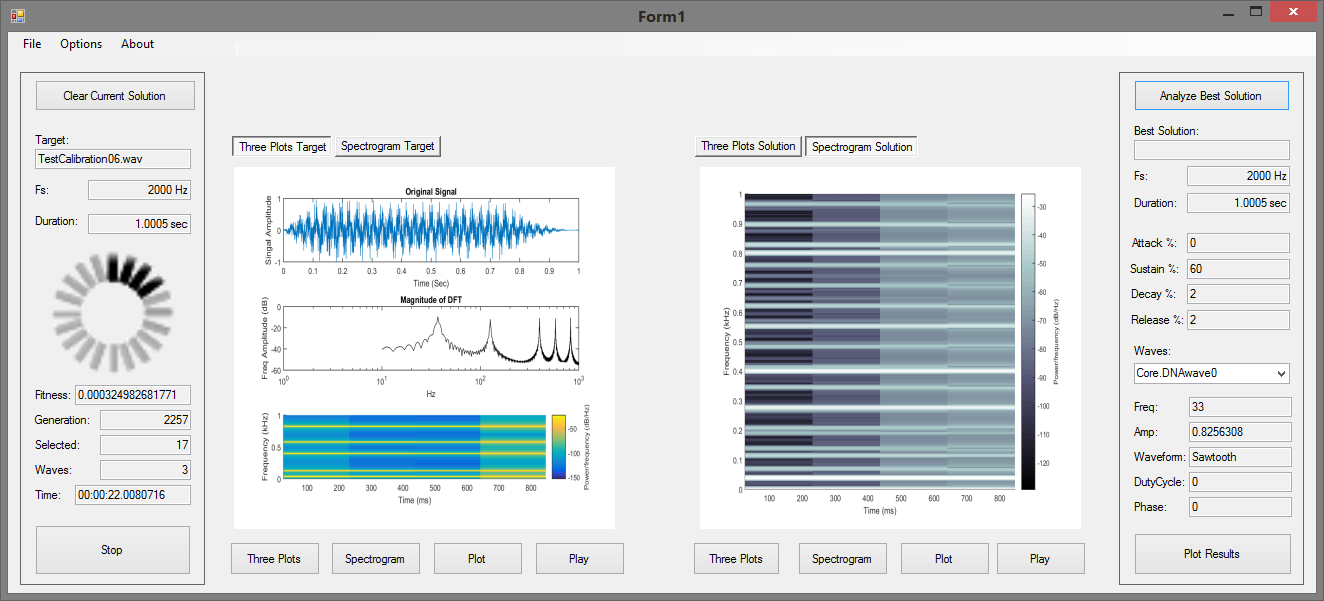 Form1
File Options About
Clear Current Solution
Target:
TestCalibration06.wav
Fs: 2000 Hz
Duration: 1.0005 sec
Fitness: 0.000324982681771
Generation: 2257
Selected: 17
Waves: 3
Time: 00:00:22.0080716
Stop
Three Plots Target Spectrogram Target
Original Signal
Singal Amplitude
1
0
-1
0 0.1 0.2 0.3 0.4 0.5 0.6 0.7 0.8 0.9 1
Time (Sec)
Magnitude of DFT
Freq Amplitude (dB)
0
-20
-40
-60
10^0 10^1 10^2 10^3
Hz
Frequency (kHz)
1
0.5
0
100 200 300 400 500 600 700 800
Time (ms)
-50
-100
-150
Power/frequency (dB/Hz)
Three Plots Spectrogram Plot Play
Three Plots Solution Spectrogram Solution
Frequency (kHz)
1
0.9
0.8
0.7
0.6
0.5
0.4
0.3
0.2
0.1
0
100 200 300 400 500 600 700 800
Time (ms)
-30
-40
-50
-60
-70
-80
-90
-100
-110
-120
Power/frequency (dB/Hz)
Three Plots Spectrogram Plot Play
Analyze Best Solution
Best Solution:
Fs: 2000 Hz
Duration: 1.0005 sec
Attack %: 0
Sustain %: 60
Decay %: 2
Release %: 2
Waves:
Core.DNAwave0
Freq: 33
Amp: 0.8256308
Waveform: Sawtooth
DutyCycle: 0
Phase: 0
Plot Results